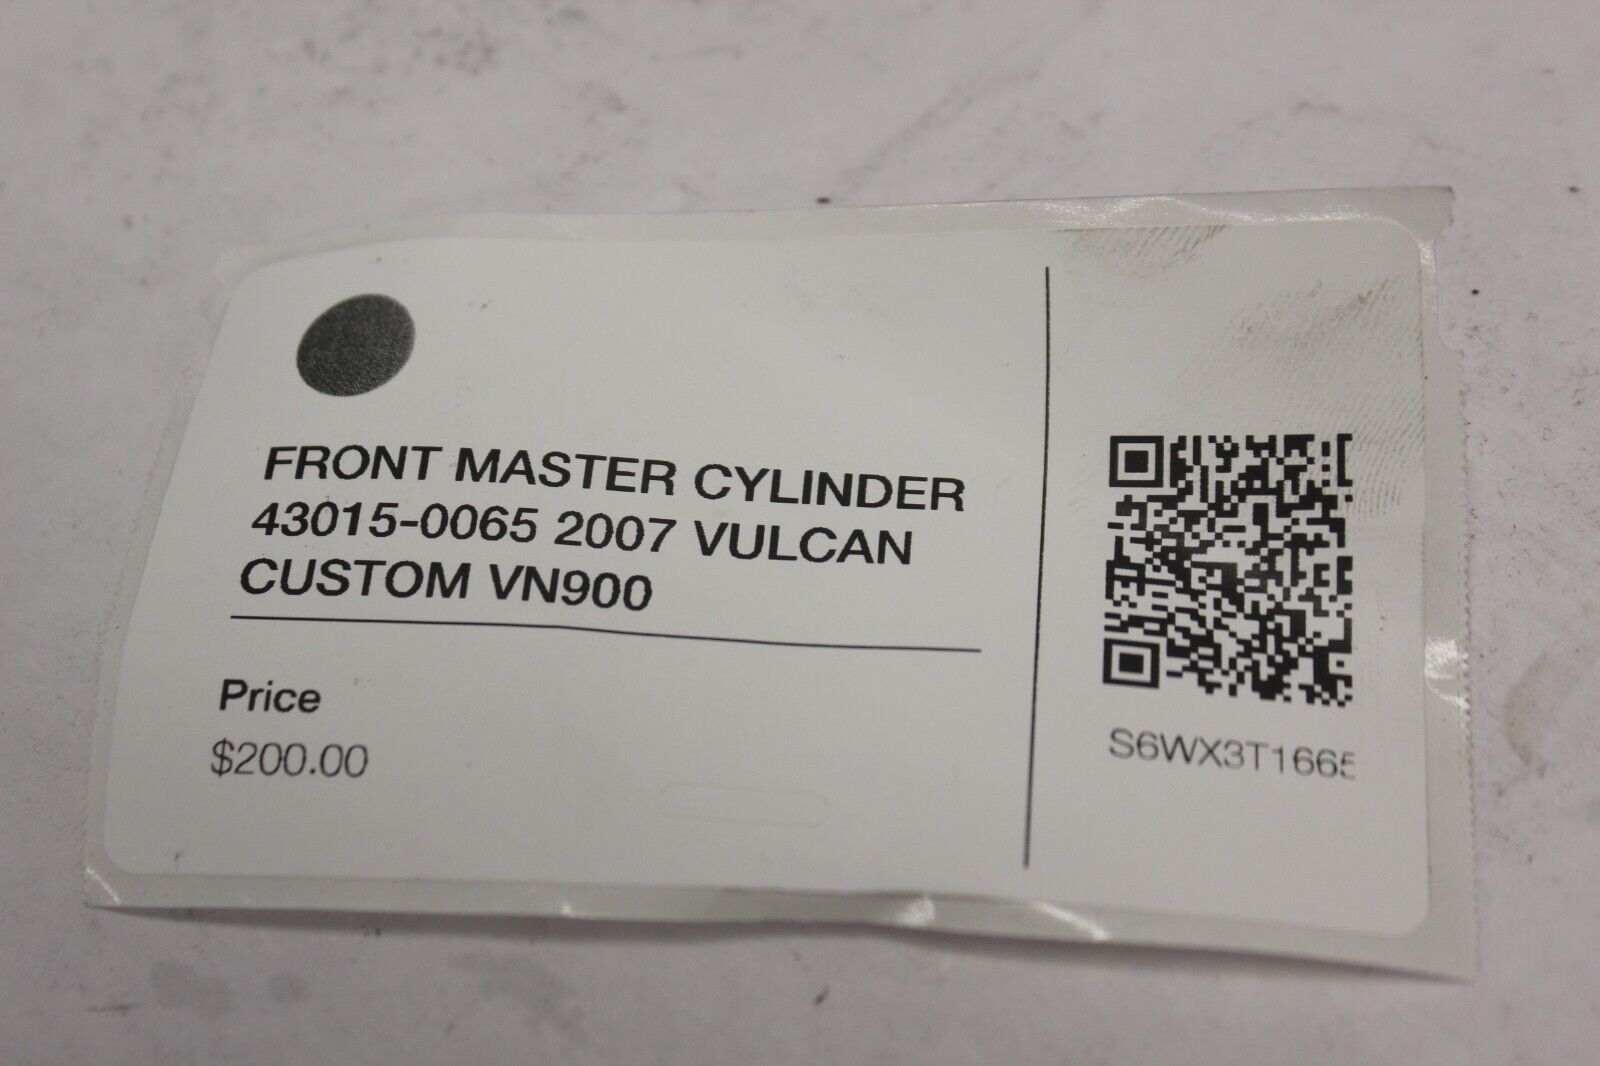 FRONT MASTER CYLINDER
43015-0065 2007 VULCAN
CUSTOM VN900
Price
$200.00
S6WX3T1665